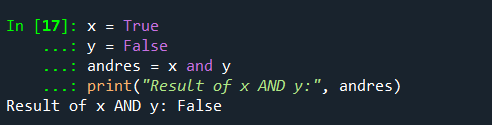 In [17]: x = True
    ...: y = False
    ...: andres = x and y
    ...: print("Result of x AND y:", andres)
Result of x AND y: False